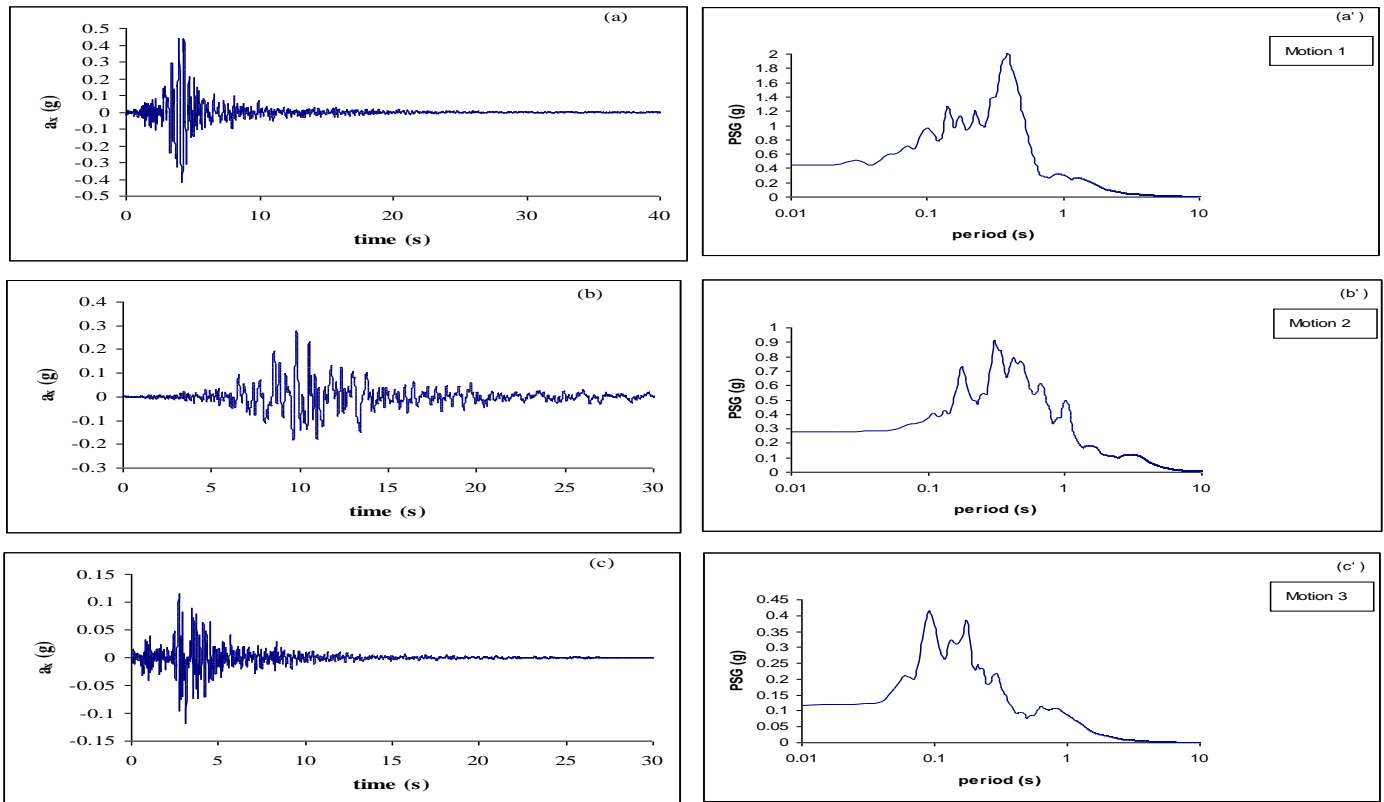 (a)
0.5
0.4
0.3
0.2
0.1
0
-0.1
-0.2
-0.3
-0.4
-0.5
0 10 20 30 40
aₓ (g)
time (s)
(a')
Motion 1
2
1.8
1.6
1.4
1.2
1
0.8
0.6
0.4
0.2
0
0.01 0.1 1 10
PSG (g)
period (s)
(b)
0.4
0.3
0.2
0.1
0
-0.1
-0.2
-0.3
0 5 10 15 20 25 30
aₓ (g)
time (s)
(b')
Motion 2
1
0.9
0.8
0.7
0.6
0.5
0.4
0.3
0.2
0.1
0
0.01 0.1 1 10
PSG (g)
period (s)
(c)
0.15
0.1
0.05
0
-0.05
-0.1
-0.15
0 5 10 15 20 25 30
aₓ (g)
time (s)
(c')
Motion 3
0.45
0.4
0.35
0.3
0.25
0.2
0.15
0.1
0.05
0
0.01 0.1 1 10
PSG (g)
period (s)